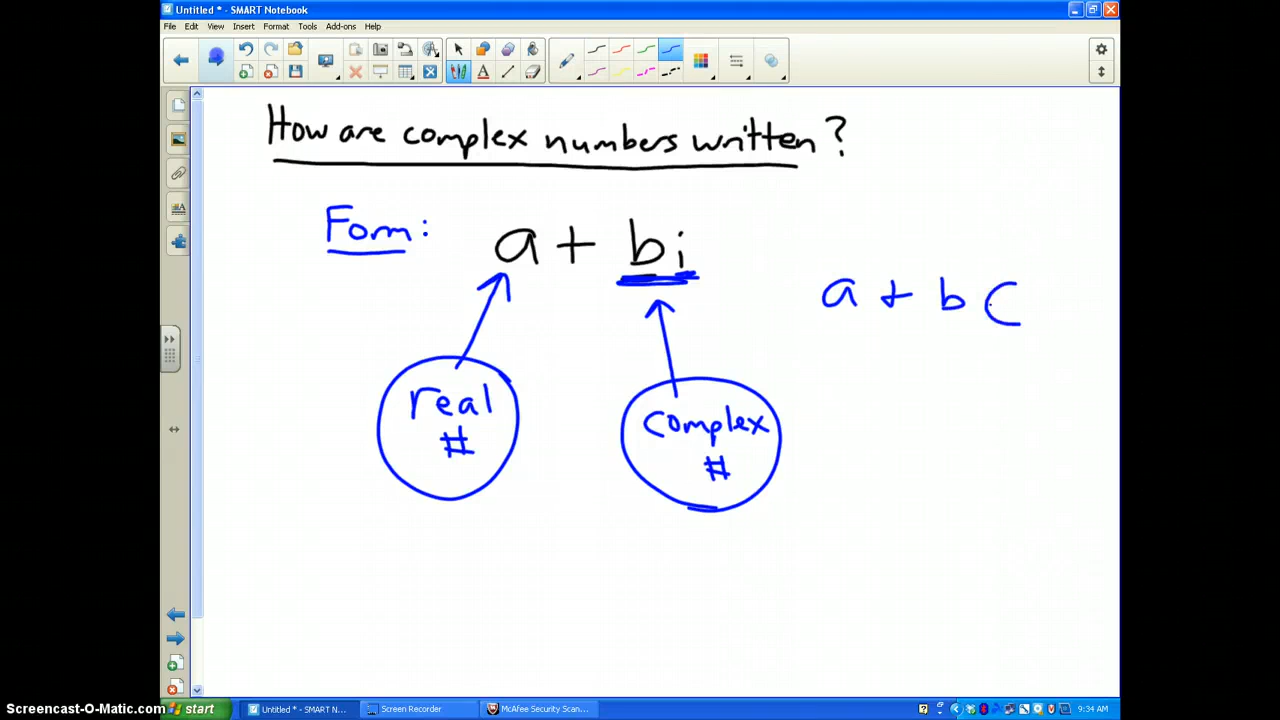 Untitled * - SMART Notebook
File Edit View Insert Format Tools Add-ons Help
How are complex numbers written?
Form: a + bi
a + b (
real
#
complex
#
Screencast-O-Matic.com
start Untitled * - SMART N... Screen Recorder McAfee Security Scan... 9:34 AM